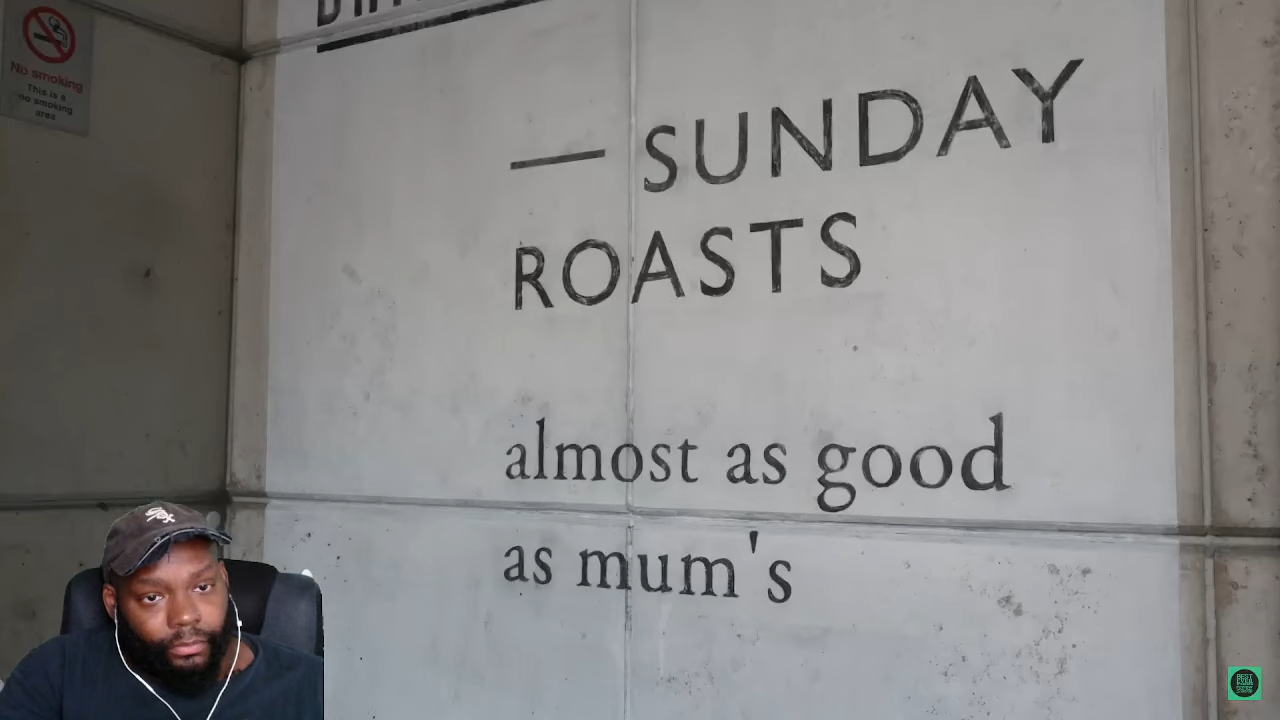 No smoking
This is a
no smoking
area
— SUNDAY
ROASTS
almost as good
as mum's